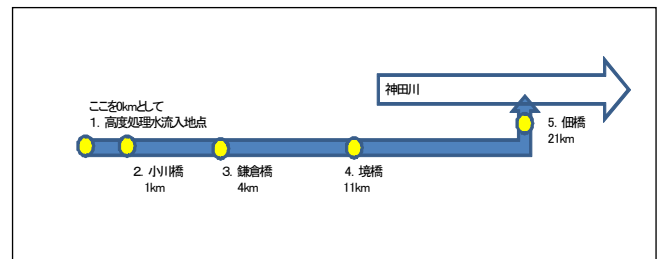 神田川
ここを0kmとして
1. 高度処理水流入地点
5. 佃橋
21km
2. 小川橋
1km
3. 鎌倉橋
4km
4. 境橋
11km